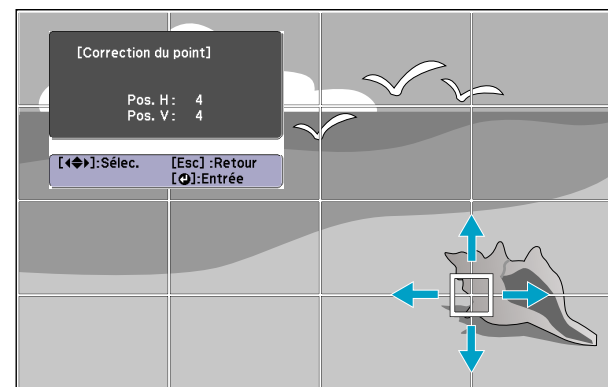 [Correction du point]
Pos. H : 4
Pos. V : 4
[◀◆▶]:Sélec. [Esc] :Retour
[↵]:Entrée